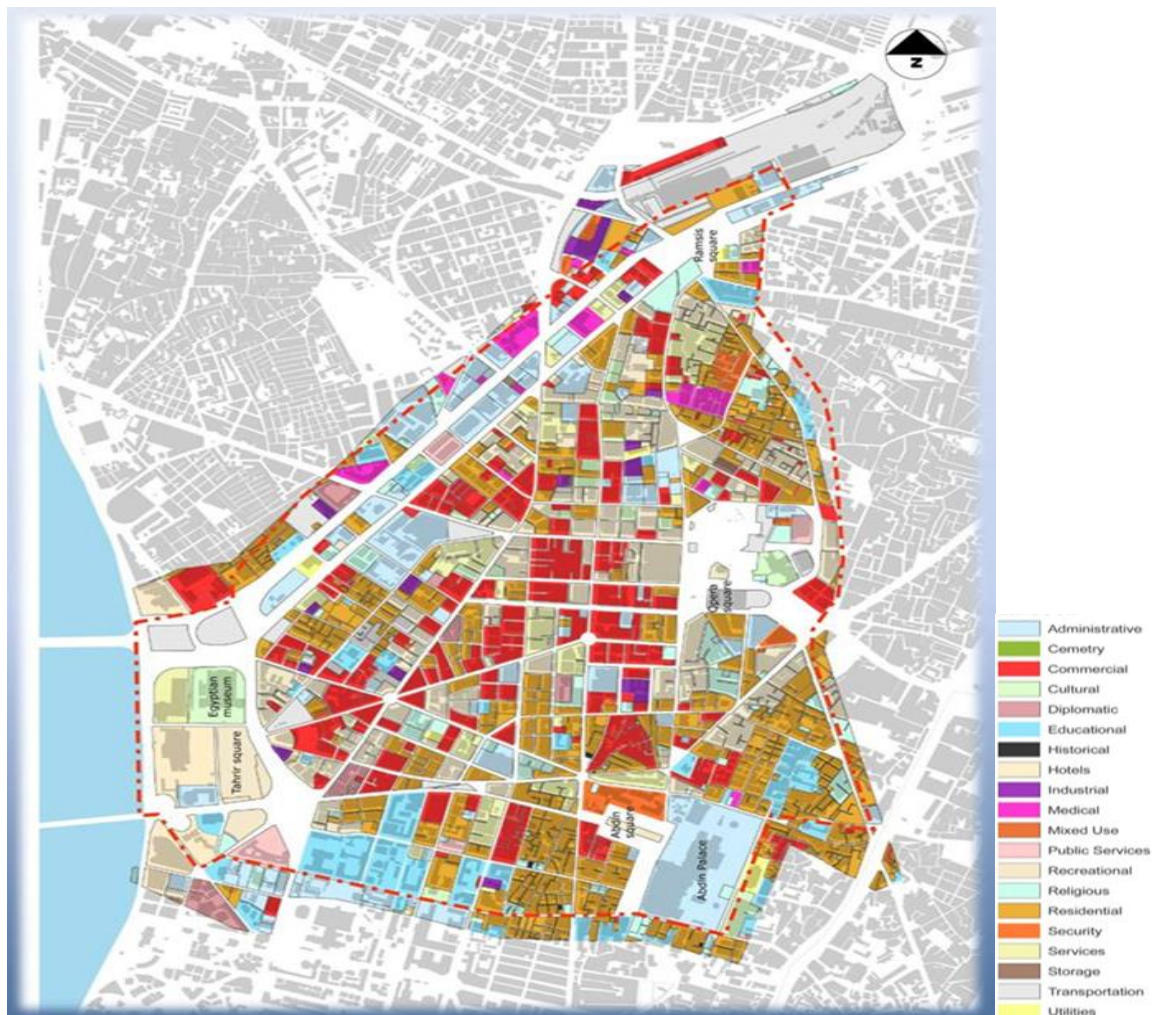 N
Ramsis
square
Opera
square
Egyptian
museum
Tahrir square
Abdin
square
Abdin Palace
Administrative
Cemetry
Commercial
Cultural
Diplomatic
Educational
Historical
Hotels
Industrial
Medical
Mixed Use
Public Services
Recreational
Religious
Residential
Security
Services
Storage
Transportation
Utilities